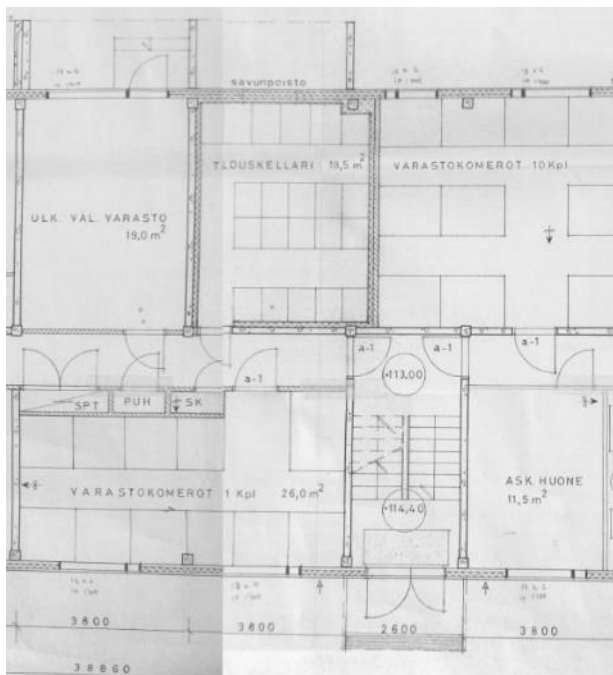 savunpoisto
TLOUSKELLARI 18,5 m²
VARASTOKOMEROT 10 Kpl
ULK. VAL. VARASTO
19,0 m²
a-1
a-1
a-1
a-1
+113,00
SPT
PUH
SK
VARASTOKOMEROT 1 Kpl 26,0 m²
ASK. HUONE
11,5 m²
+114,40
3800
3800
2600
3800
38860